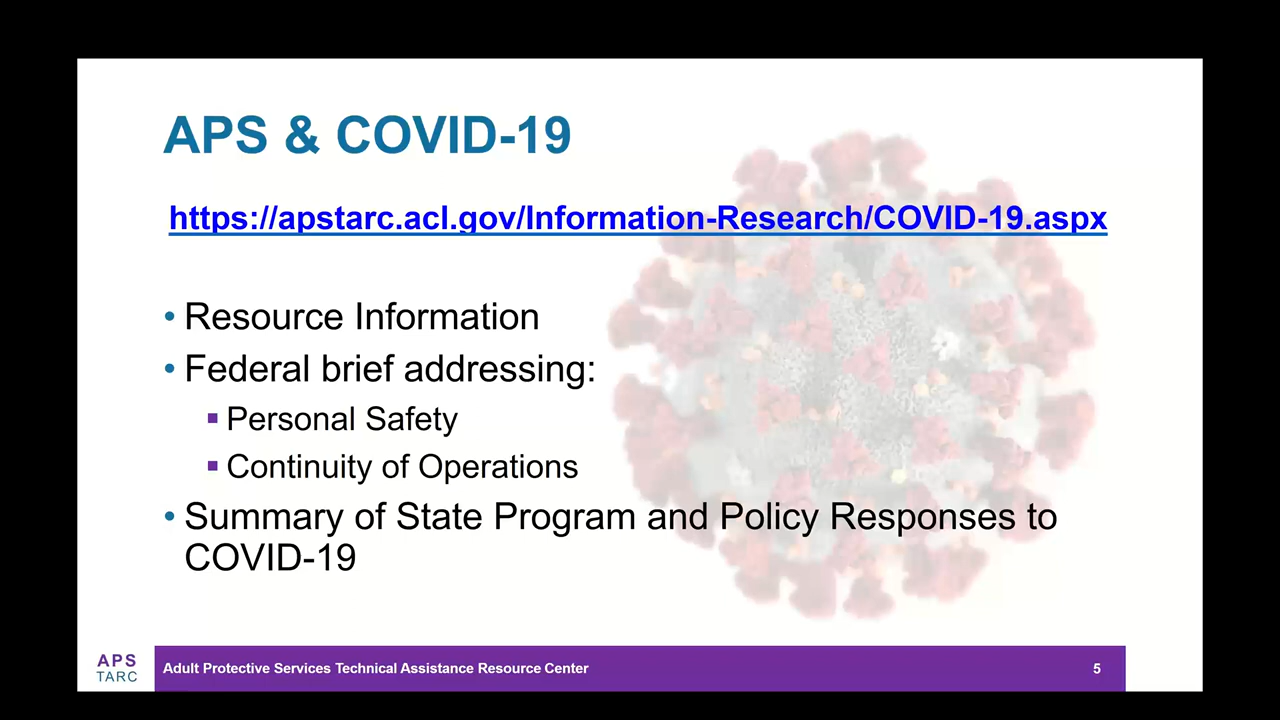 APS & COVID-19
https://apstarc.acl.gov/Information-Research/COVID-19.aspx
• Resource Information
• Federal brief addressing:
▪ Personal Safety
▪ Continuity of Operations
• Summary of State Program and Policy Responses to
COVID-19
APS
TARC
Adult Protective Services Technical Assistance Resource Center
5